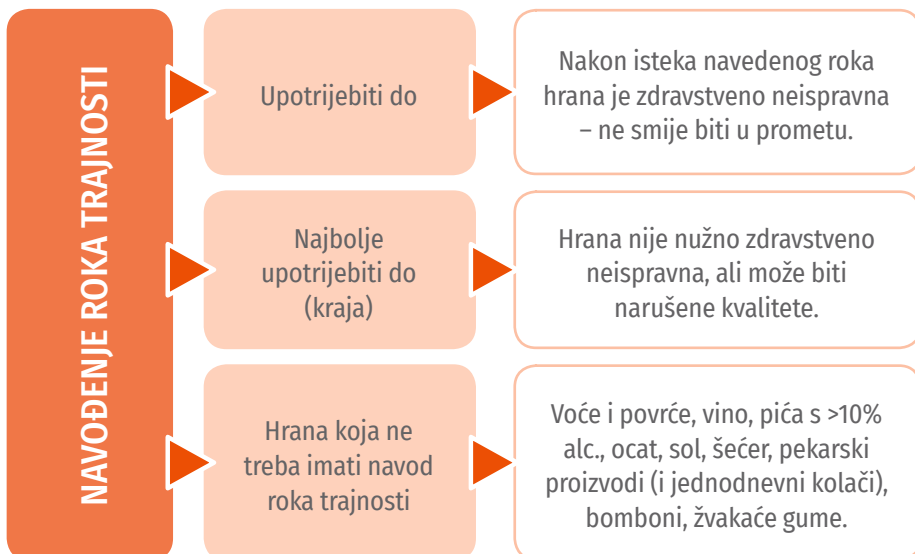 NAVOĐENJE ROKA TRAJNOSTI
Upotrijebiti do
Nakon isteka navedenog roka
hrana je zdravstveno neispravna
– ne smije biti u prometu.
Najbolje
upotrijebiti do
(kraja)
Hrana nije nužno zdravstveno
neispravna, ali može biti
narušene kvalitete.
Hrana koja ne
treba imati navod
roka trajnosti
Voće i povrće, vino, pića s >10%
alc., ocat, sol, šećer, pekarski
proizvodi (i jednodnevni kolači),
bomboni, žvakaće gume.